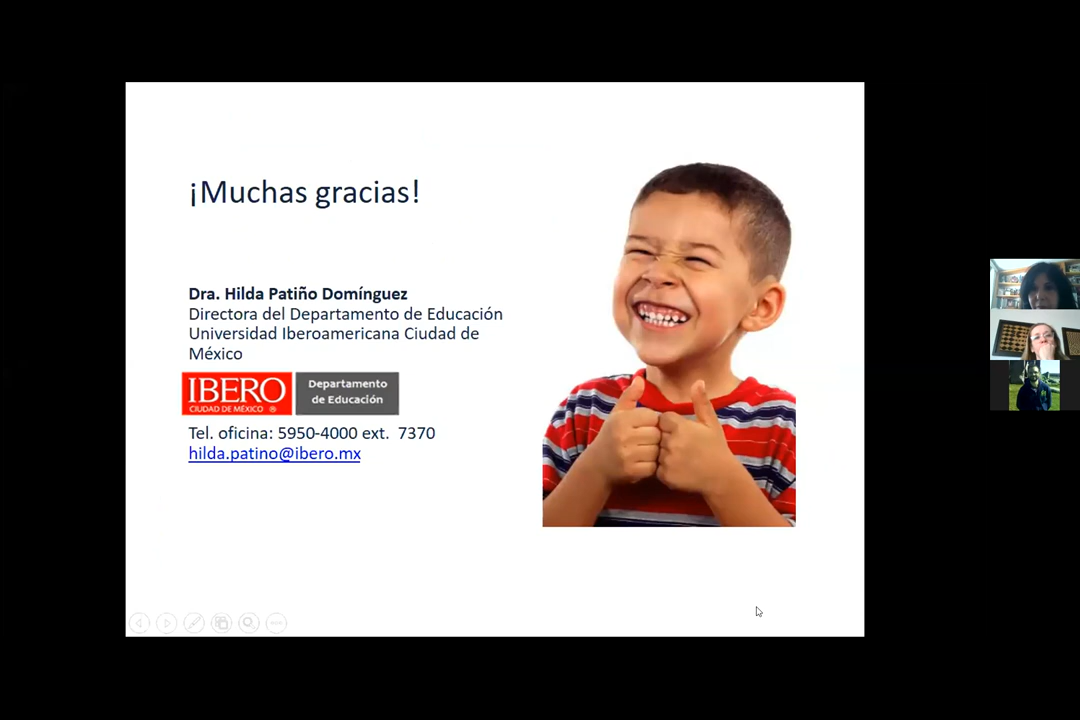 ¡Muchas gracias!
Dra. Hilda Patiño Domínguez
Directora del Departamento de Educación
Universidad Iberoamericana Ciudad de
México
IBERO
CIUDAD DE MÉXICO ®
Departamento
de Educación
Tel. oficina: 5950-4000 ext. 7370
hilda.patino@ibero.mx